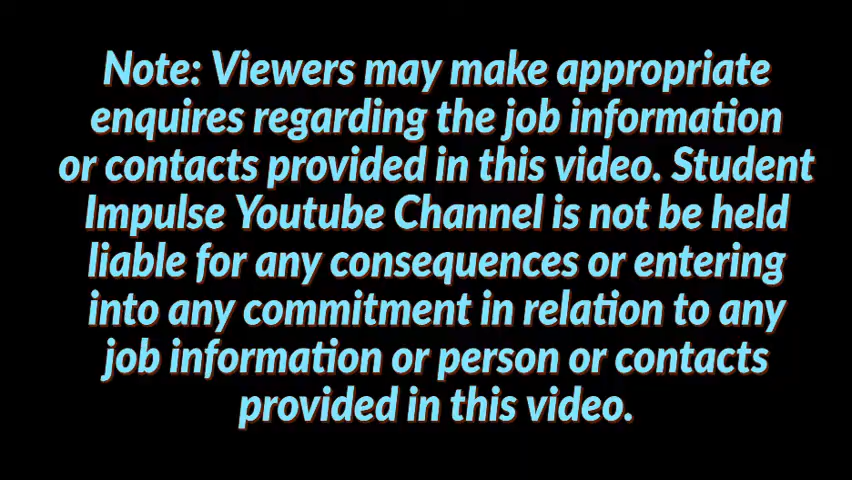 Note: Viewers may make appropriate
enquires regarding the job information
or contacts provided in this video. Student
Impulse Youtube Channel is not be held
liable for any consequences or entering
into any commitment in relation to any
job information or person or contacts
provided in this video.